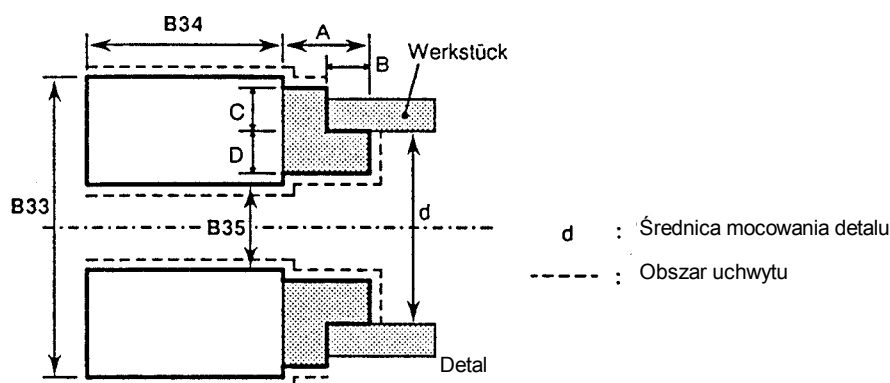 B34
A
Werkstück
B
C
D
B33
B35
d
d : Średnica mocowania detalu
---- : Obszar uchwytu
Detal